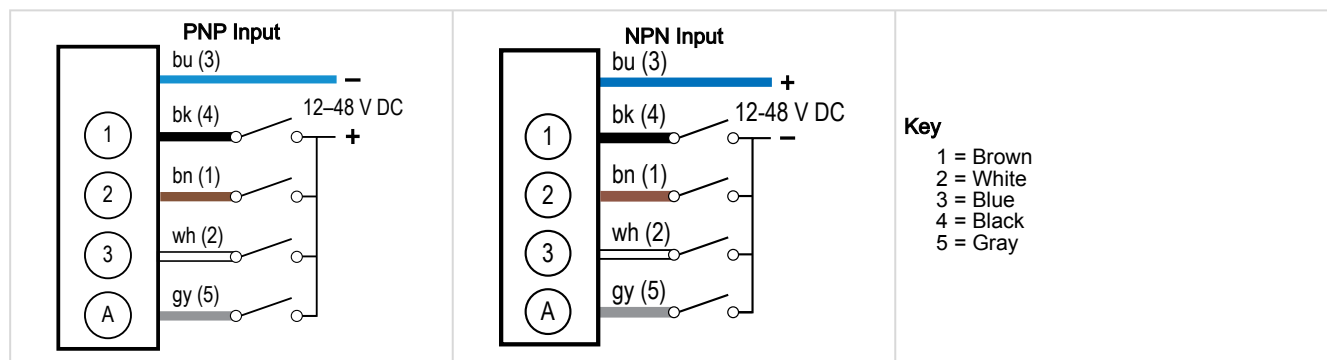 PNP Input
bu (3)
−
bk (4)
12–48 V DC
1
+
bn (1)
2
wh (2)
3
gy (5)
A
NPN Input
bu (3)
+
bk (4)
12-48 V DC
1
−
bn (1)
2
wh (2)
3
gy (5)
A
Key
1 = Brown
2 = White
3 = Blue
4 = Black
5 = Gray